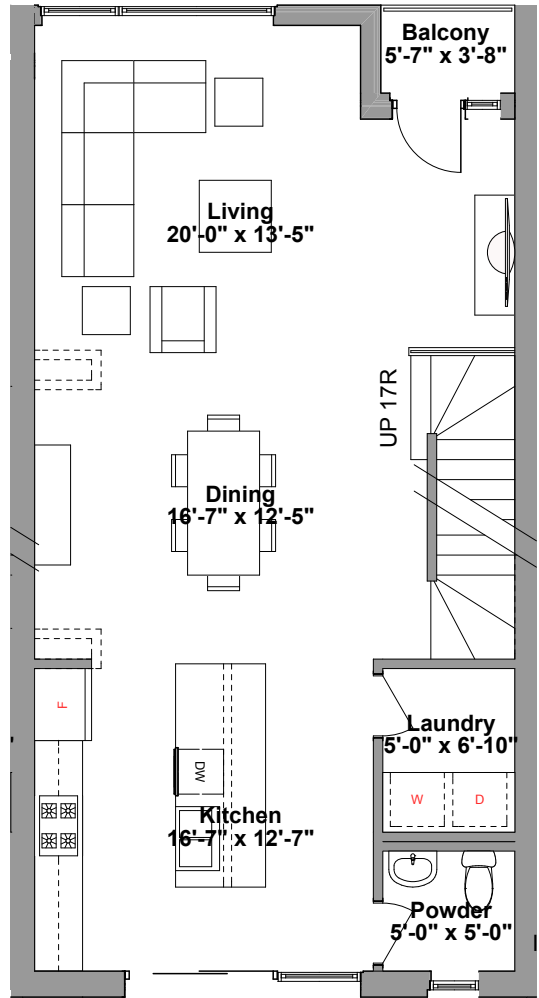 Balcony
5'-7" x 3'-8"
Living
20'-0" x 13'-5"
UP 17R
Dining
16'-7" x 12'-5"
F
Laundry
5'-0" x 6'-10"
DW
W
D
Kitchen
16'-7" x 12'-7"
Powder
5'-0" x 5'-0"